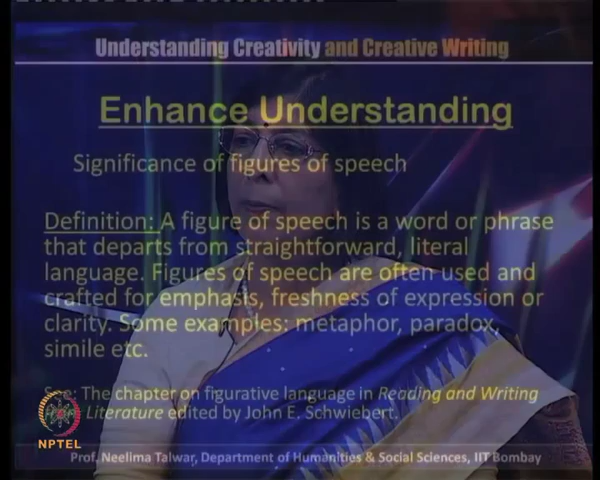 Understanding Creativity and Creative Writing
Enhance Understanding
Significance of figures of speech
Definition: A figure of speech is a word or phrase
that departs from straightforward, literal
language. Figures of speech are often used and
crafted for emphasis, freshness of expression or
clarity. Some examples: metaphor, paradox,
simile etc.
See: The chapter on figurative language in Reading and Writing
Literature edited by John E. Schwiebert.
NPTEL
Prof. Neelima Talwar, Department of Humanities & Social Sciences, IIT Bombay